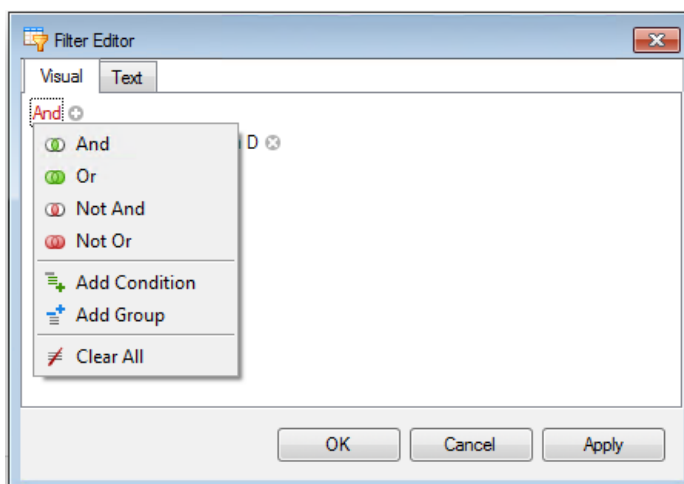 Filter Editor
Visual Text
And
And
D
Or
Not And
Not Or
Add Condition
Add Group
Clear All
OK Cancel Apply